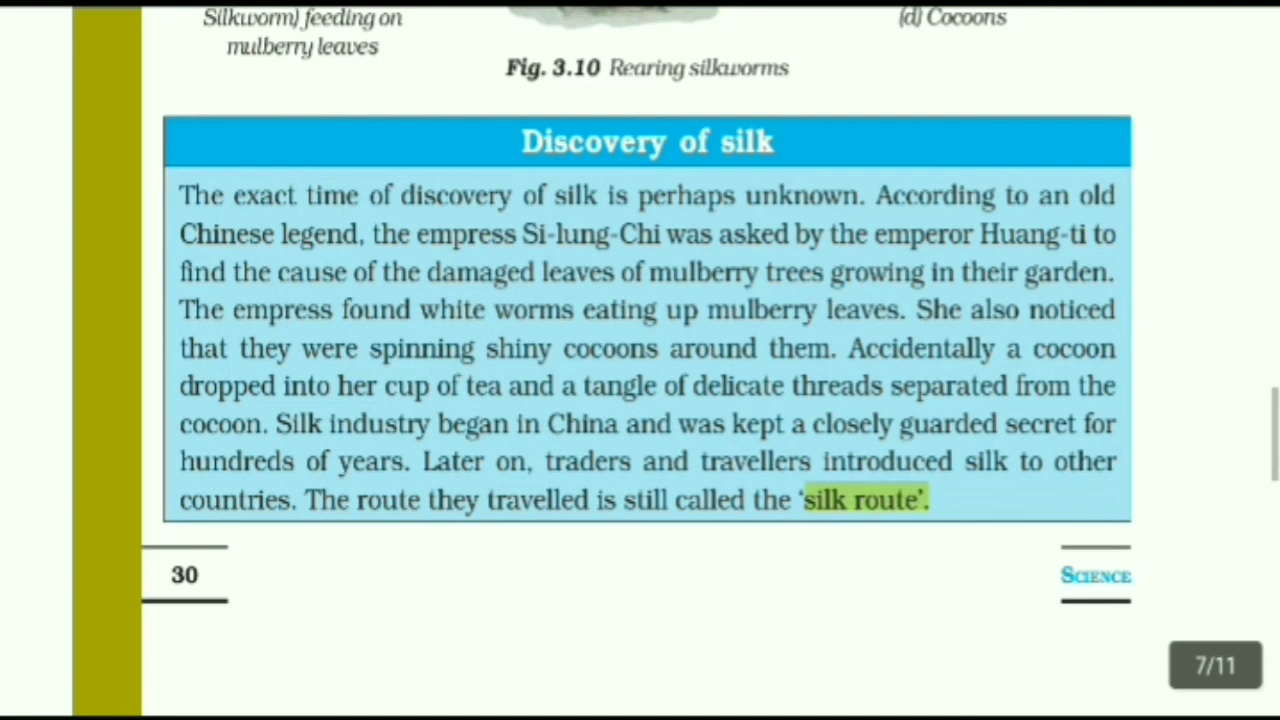 Silkworm) feeding on
mulberry leaves
(d) Cocoons
Fig. 3.10 Rearing silkworms
Discovery of silk
The exact time of discovery of silk is perhaps unknown. According to an old
Chinese legend, the empress Si-lung-Chi was asked by the emperor Huang-ti to
find the cause of the damaged leaves of mulberry trees growing in their garden.
The empress found white worms eating up mulberry leaves. She also noticed
that they were spinning shiny cocoons around them. Accidentally a cocoon
dropped into her cup of tea and a tangle of delicate threads separated from the
cocoon. Silk industry began in China and was kept a closely guarded secret for
hundreds of years. Later on, traders and travellers introduced silk to other
countries. The route they travelled is still called the ‘silk route’.
30
SCIENCE
7/11